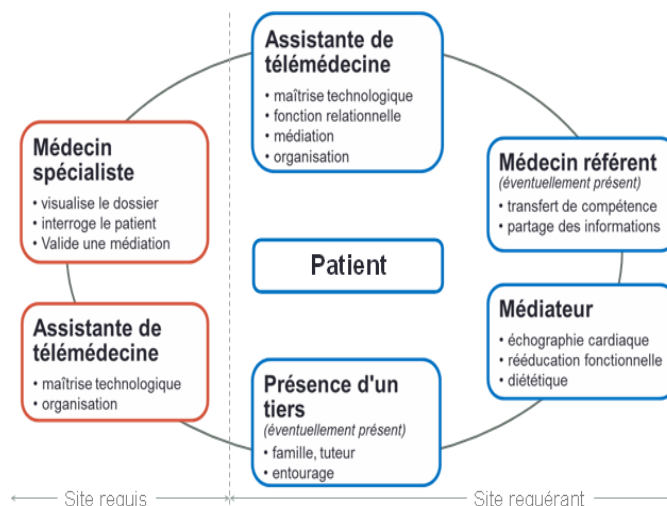 Assistante de
télémédecine
• maîtrise technologique
• fonction relationnelle
• médiation
• organisation
Médecin
spécialiste
• visualise le dossier
• interroge le patient
• Valide une médiation
Médecin référent
(éventuellement présent)
• transfert de compétence
• partage des informations
Patient
Assistante de
télémédecine
• maîtrise technologique
• organisation
Médiateur
• échographie cardiaque
• rééducation fonctionnelle
• diététique
Présence d'un
tiers
(éventuellement présent)
• famille, tuteur
• entourage
Site requis
Site requérant